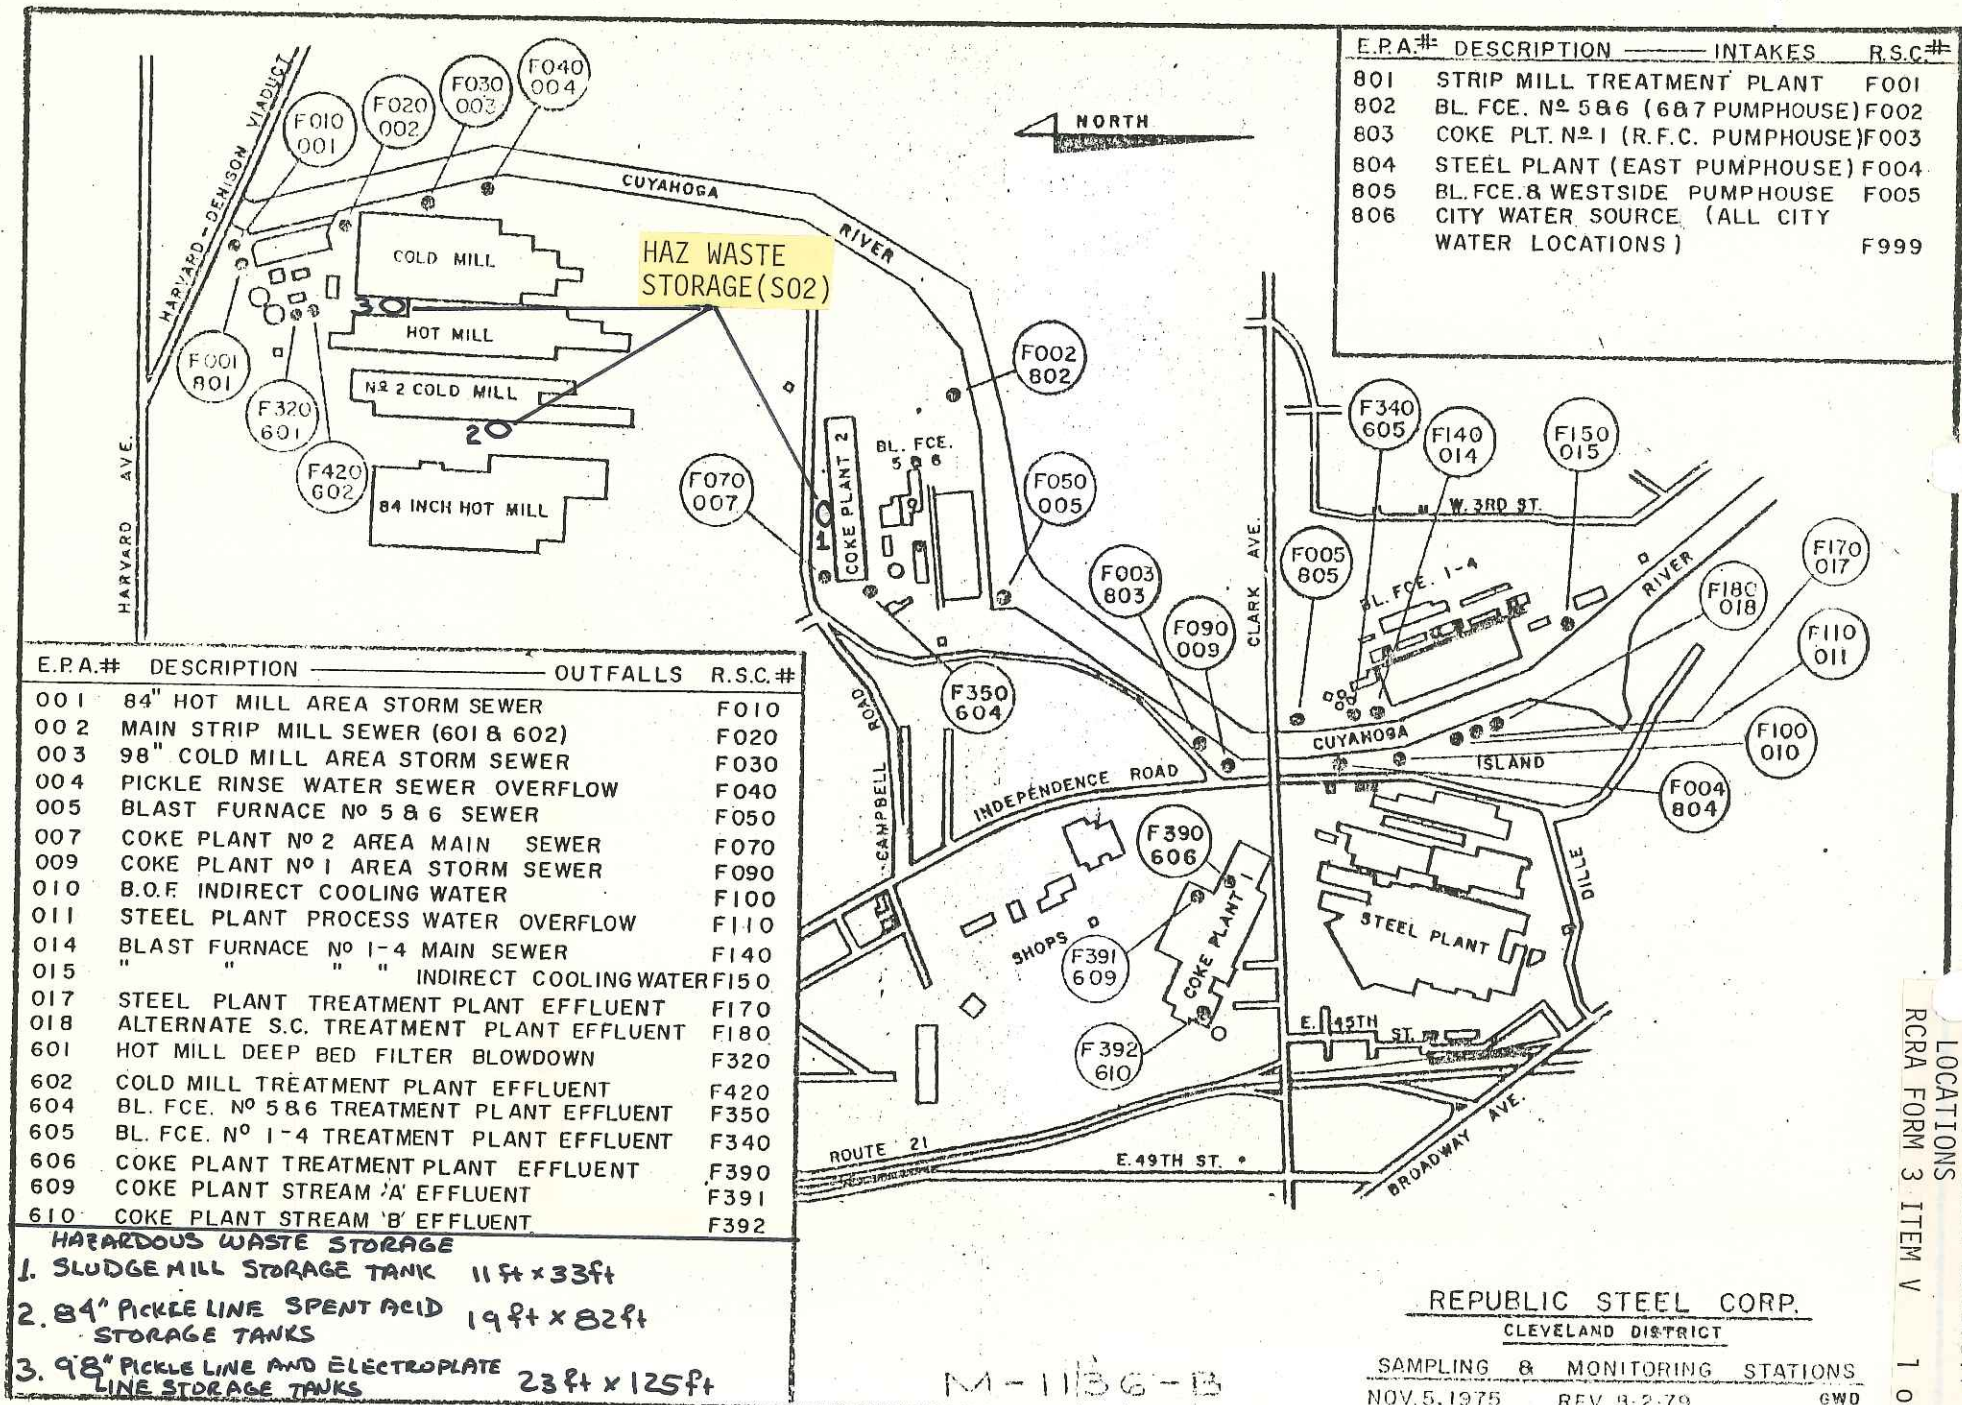 E.P.A.# DESCRIPTION INTAKES R.S.C.#
801 STRIP MILL TREATMENT PLANT F001
802 BL. FCE. Nº 5&6 (6&7 PUMPHOUSE) F002
803 COKE PLT. Nº 1 (R.F.C. PUMPHOUSE) F003
804 STEEL PLANT (EAST PUMPHOUSE) F004
805 BL. FCE. & WESTSIDE PUMPHOUSE F005
806 CITY WATER SOURCE (ALL CITY
WATER LOCATIONS) F999
F040
004
F030
003
F020
002
F010
001
NORTH
HARVARD-DENISON VIADUCT
CUYAHOGA
RIVER
COLD MILL
HAZ WASTE
STORAGE(S02)
3
HOT MILL
F001
801
Nº 2 COLD MILL
F320
601
2
F420
602
84 INCH HOT MILL
HARVARD AVE.
F002
802
BL. FCE.
5 & 6
COKE PLANT 2
1
F070
007
F050
005
F340
605
F140
014
F150
015
W. 3RD ST.
CLARK AVE.
F005
805
BL. FCE. 1-4
F003
803
F090
009
F170
017
F180
018
F110
011
RIVER
F350
604
CUYAHOGA
ISLAND
F100
010
F004
804
CAMPBELL ROAD
INDEPENDENCE ROAD
F390
606
DILLE
STEEL PLANT
SHOPS
F391
609
COKE PLANT 1
F392
610
E. 45TH ST.
ROUTE 21
E. 49TH ST.
BROADWAY AVE.
E.P.A.# DESCRIPTION OUTFALLS R.S.C.#
001 84" HOT MILL AREA STORM SEWER F010
002 MAIN STRIP MILL SEWER (601 & 602) F020
003 98" COLD MILL AREA STORM SEWER F030
004 PICKLE RINSE WATER SEWER OVERFLOW F040
005 BLAST FURNACE Nº 5 & 6 SEWER F050
007 COKE PLANT Nº 2 AREA MAIN SEWER F070
009 COKE PLANT Nº 1 AREA STORM SEWER F090
010 B.O.F. INDIRECT COOLING WATER F100
011 STEEL PLANT PROCESS WATER OVERFLOW F110
014 BLAST FURNACE Nº 1-4 MAIN SEWER F140
015 " " " " INDIRECT COOLING WATER F150
017 STEEL PLANT TREATMENT PLANT EFFLUENT F170
018 ALTERNATE S.C. TREATMENT PLANT EFFLUENT F180
601 HOT MILL DEEP BED FILTER BLOWDOWN F320
602 COLD MILL TREATMENT PLANT EFFLUENT F420
604 BL. FCE. Nº 5&6 TREATMENT PLANT EFFLUENT F350
605 BL. FCE. Nº 1-4 TREATMENT PLANT EFFLUENT F340
606 COKE PLANT TREATMENT PLANT EFFLUENT F390
609 COKE PLANT STREAM 'A' EFFLUENT F391
610 COKE PLANT STREAM 'B' EFFLUENT F392
HAZARDOUS WASTE STORAGE
1. SLUDGE MILL STORAGE TANK 11 ft x 33ft
2. 84" PICKLE LINE SPENT ACID 19ft x 82ft
STORAGE TANKS
3. 98" PICKLE LINE AND ELECTROPLATE
LINE STORAGE TANKS 23 ft x 125ft
M-1136-B
REPUBLIC STEEL CORP.
CLEVELAND DISTRICT
SAMPLING & MONITORING STATIONS
NOV. 5, 1975 REV. 8-2-79 GWD
LOCATIONS
RCRA FORM 3 ITEM V 1 o